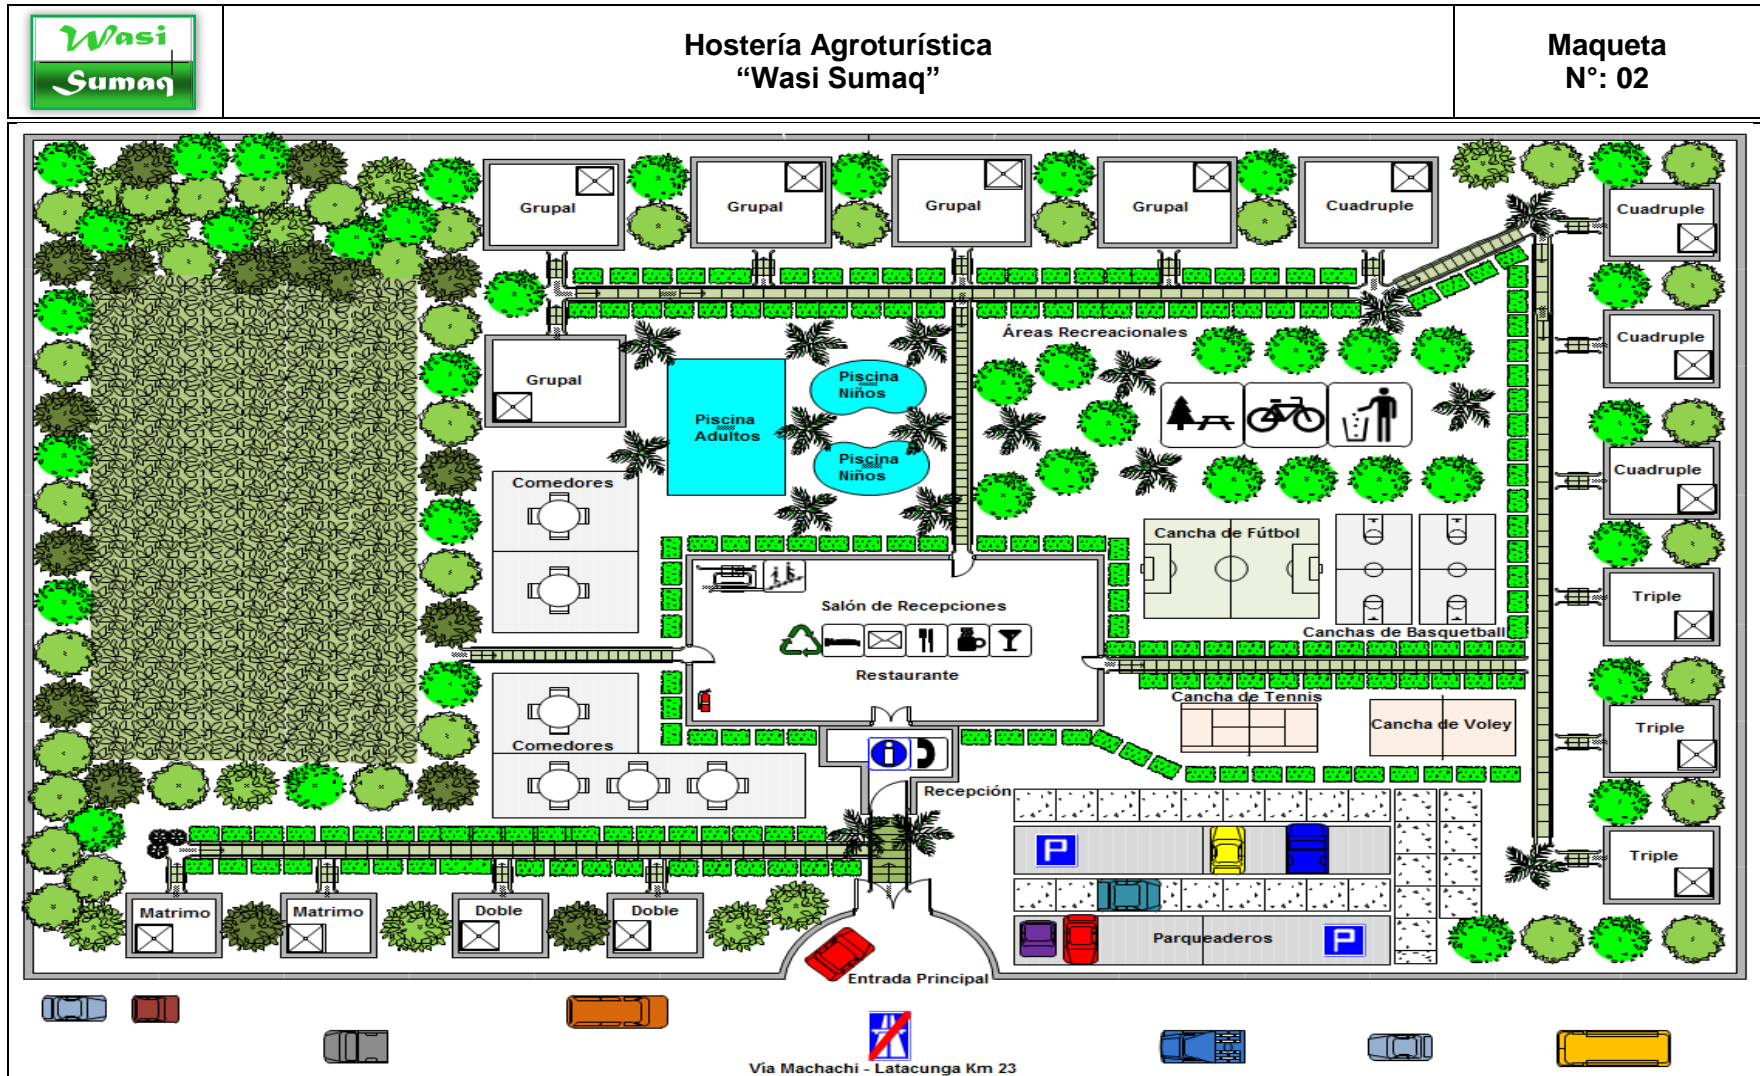 Wasi
Sumaq
Hostería Agroturística
“Wasi Sumaq”
Maqueta
N°: 02
Grupal
Grupal
Grupal
Grupal
Cuadruple
Cuadruple
Áreas Recreacionales
Cuadruple
Grupal
Piscina
Niños
Piscina
Adultos
Piscina
Niños
Cuadruple
Comedores
Cancha de Fútbol
Salón de Recepciones
Triple
Canchas de Basquetball
Restaurante
Cancha de Tennis
Cancha de Voley
Triple
Comedores
i
Recepción
P
Triple
Matrimo
Matrimo
Doble
Doble
Parqueaderos
P
Entrada Principal
Vía Machachi - Latacunga Km 23